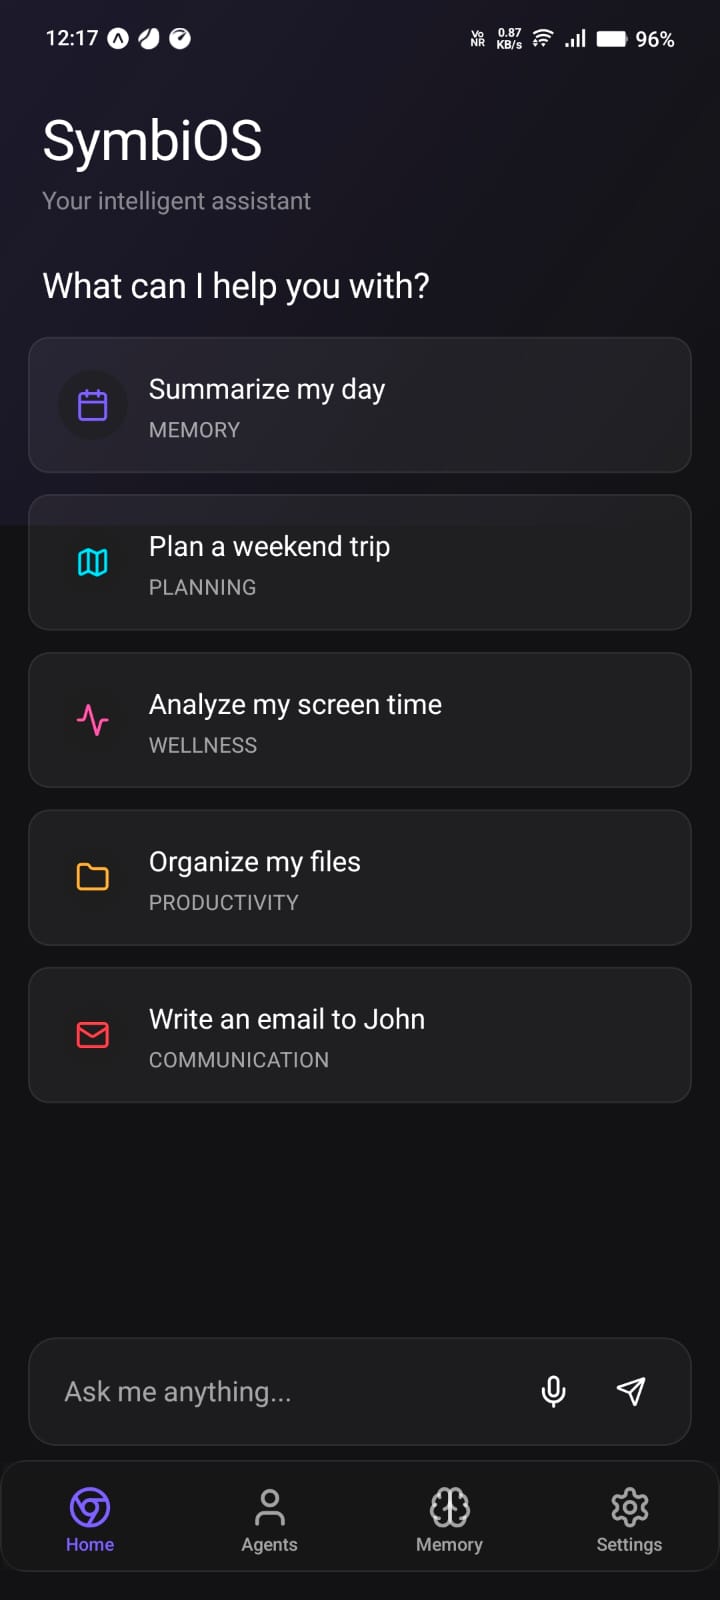 12:17 Vo NR 0.87 KB/s 96%
SymbiOS
Your intelligent assistant
What can I help you with?
Summarize my day
MEMORY
Plan a weekend trip
PLANNING
Analyze my screen time
WELLNESS
Organize my files
PRODUCTIVITY
Write an email to John
COMMUNICATION
Ask me anything...
Home Agents Memory Settings